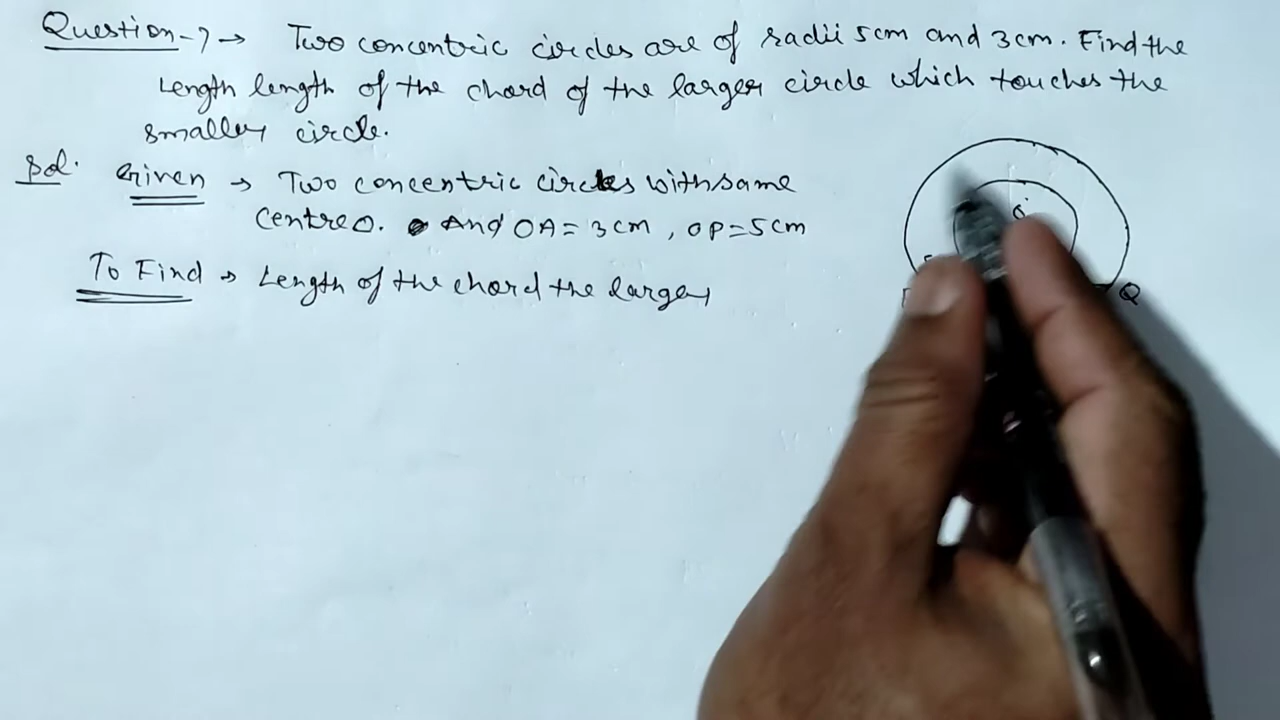 Question-7 → Two concentric circles are of radii 5cm and 3cm. Find the
Length length of the chord of the larger circle which touches the
smaller circle.
Sol. Given → Two concentric circles with same
centre O. And OA = 3cm, OP = 5cm
To Find → Length of the chord the larger
O
5
P
Q